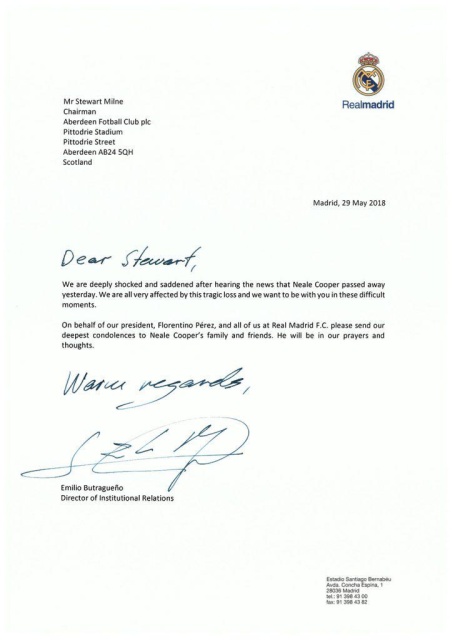 Realmadrid
Mr Stewart Milne
Chairman
Aberdeen Fotball Club plc
Pittodrie Stadium
Pittodrie Street
Aberdeen AB24 5QH
Scotland
Madrid, 29 May 2018
Dear Stewart,
We are deeply shocked and saddened after hearing the news that Neale Cooper passed away
yesterday. We are all very affected by this tragic loss and we want to be with you in these difficult
moments.
On behalf of our president, Florentino Pérez, and all of us at Real Madrid F.C. please send our
deepest condolences to Neale Cooper's family and friends. He will be in our prayers and
thoughts.
Warm regards,
Emilio Butragueño
Director of Institutional Relations
Estadio Santiago Bernabéu
Avda. Concha Espina, 1
28036 Madrid
tel.: 91 398 43 00
fax: 91 398 43 82